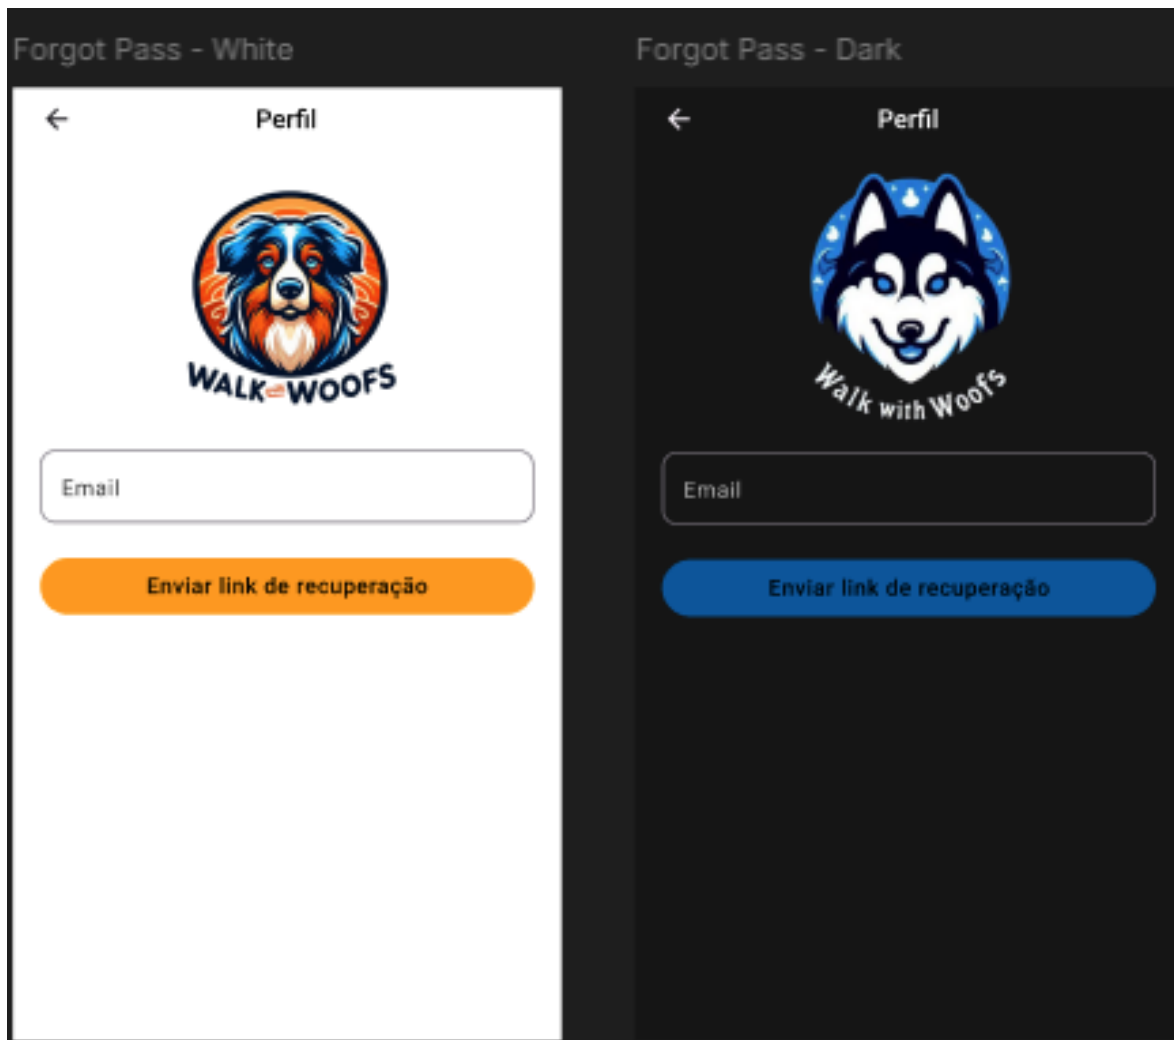 Forgot Pass - White
Perfil
WALK WOOFS
Email
Enviar link de recuperação
Forgot Pass - Dark
Perfil
Walk with Woofs
Email
Enviar link de recuperação